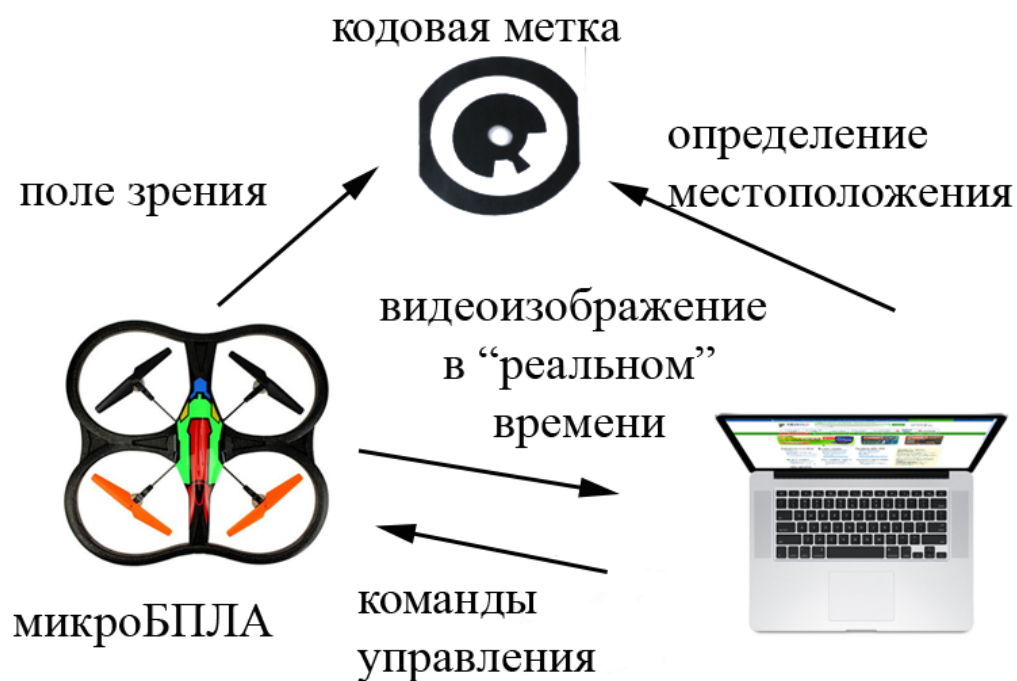 кодовая метка
определение
местоположения
поле зрения
видеоизображение
в “реальном”
времени
микроБПЛА
команды
управления